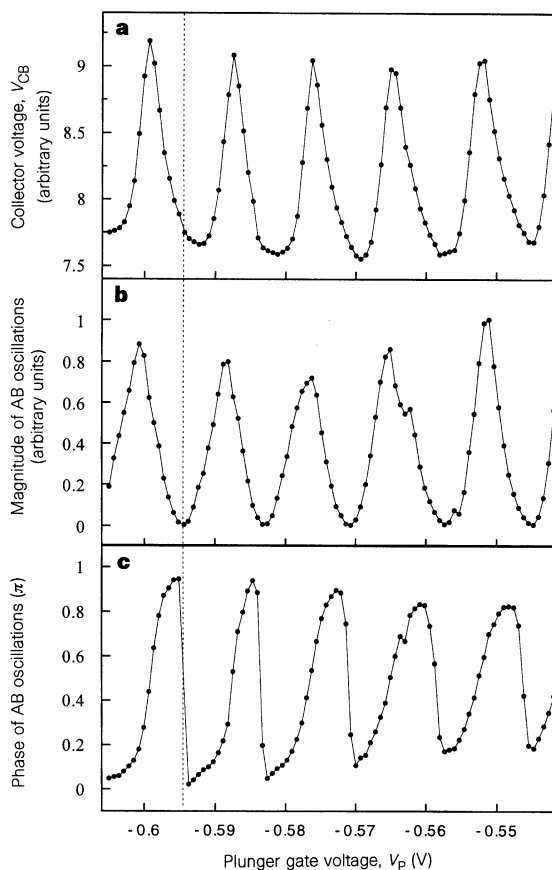 a
Collector voltage, V_CB
(arbitrary units)
9
8.5
8
7.5
b
Magnitude of AB oscillations
(arbitrary units)
1
0.8
0.6
0.4
0.2
0
c
Phase of AB oscillations (π)
1
0.8
0.6
0.4
0.2
0
-0.6 -0.59 -0.58 -0.57 -0.56 -0.55
Plunger gate voltage, V_P (V)